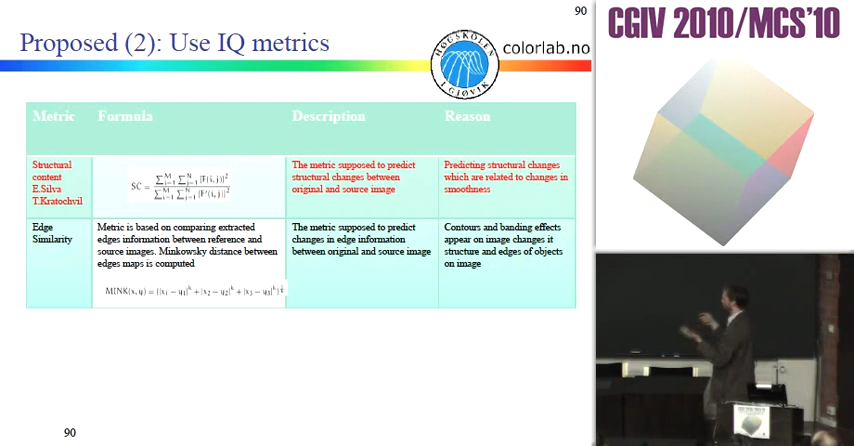 90
Proposed (2): Use IQ metrics
HØGSKOLEN I GJØVIK
colorlab.no
CGIV 2010/MCS'10
Metric Formula Description Reason
Structural
content
E.Silva
T.Kratochvil
The metric supposed to predict
structural changes between
original and source image
Predicting structural changes
which are related to changes in
smoothness
Edge
Similarity
Metric is based on comparing extracted
edges information between reference and
source images. Minkowsky distance between
edges maps is computed
The metric supposed to predict
changes in edge information
between original and source image
Contours and banding effects
appear on image changes it
structure and edges of objects
on image
90